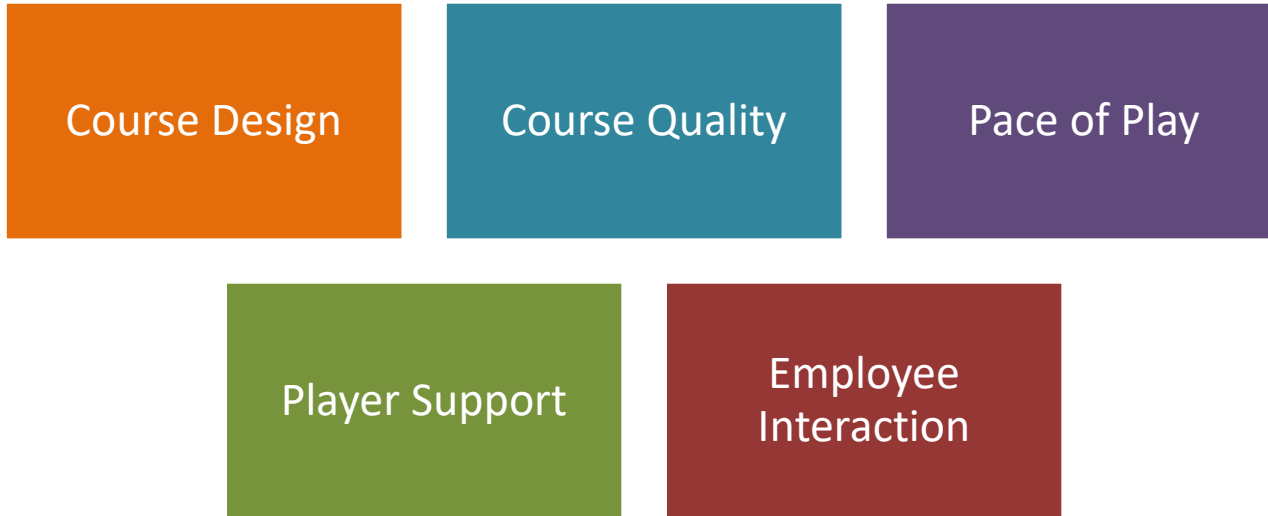 Course Design
Course Quality
Pace of Play
Player Support
Employee
Interaction